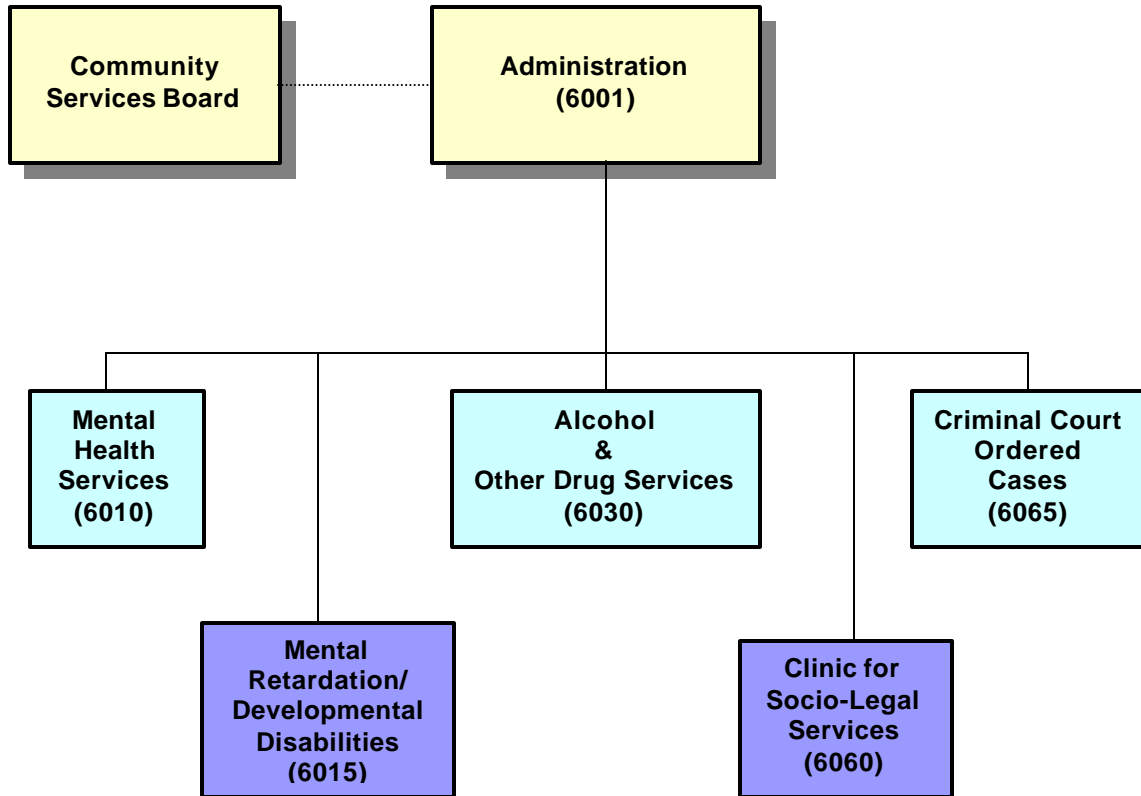 Community
Services Board
Administration
(6001)
Mental
Health
Services
(6010)
Alcohol
&
Other Drug Services
(6030)
Criminal Court
Ordered
Cases
(6065)
Mental
Retardation/
Developmental
Disabilities
(6015)
Clinic for
Socio-Legal
Services
(6060)